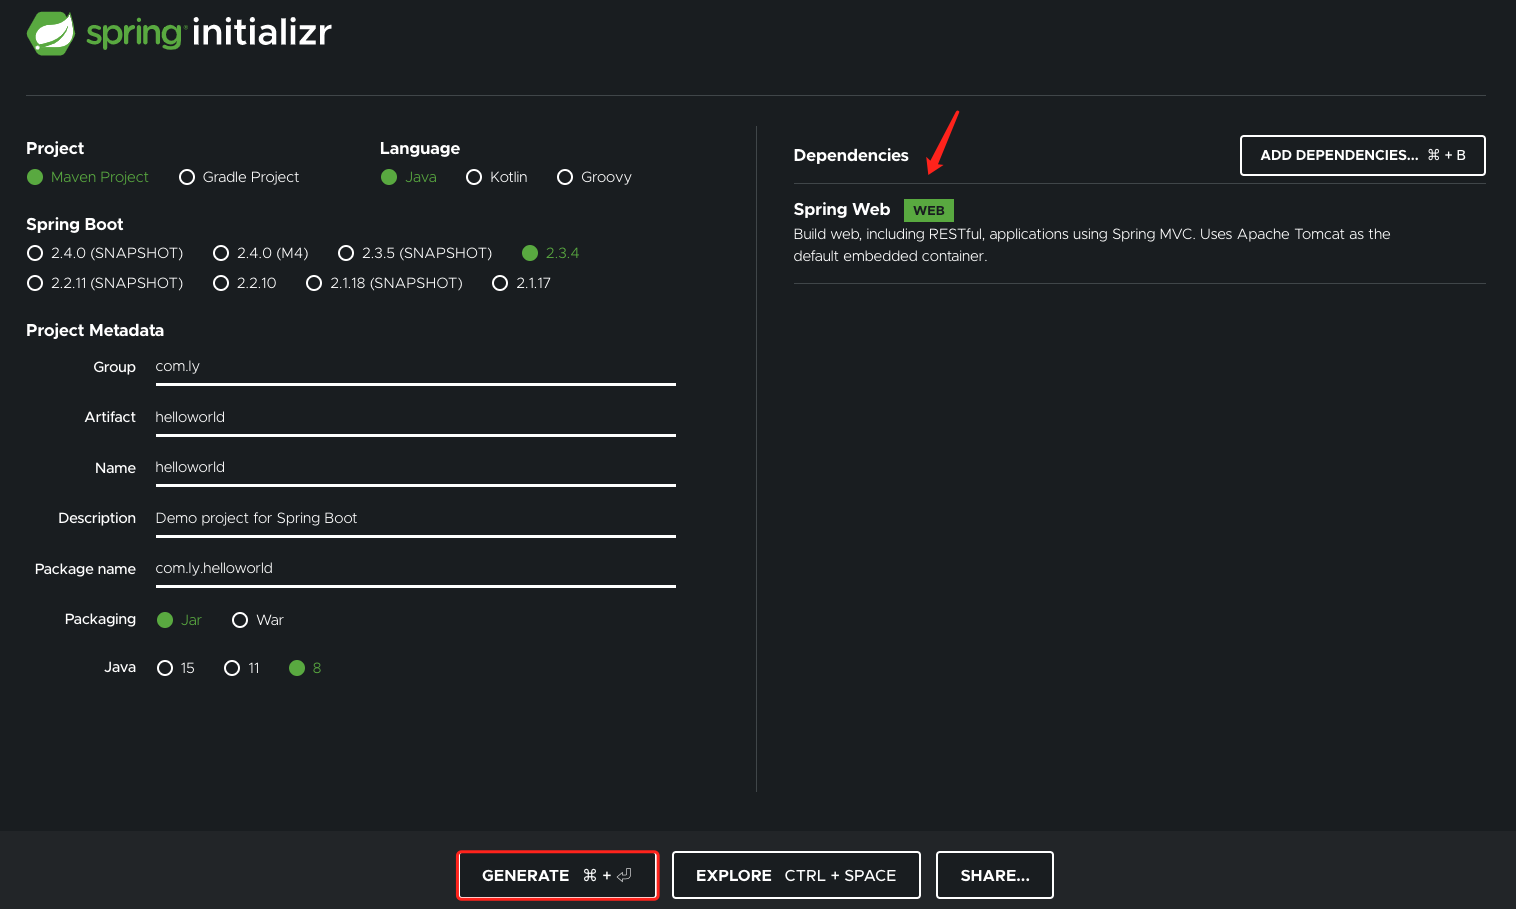 spring initializr
Project
Maven Project
Gradle Project
Language
Java
Kotlin
Groovy
Spring Boot
2.4.0 (SNAPSHOT)
2.4.0 (M4)
2.3.5 (SNAPSHOT)
2.3.4
2.2.11 (SNAPSHOT)
2.2.10
2.1.18 (SNAPSHOT)
2.1.17
Project Metadata
Group
com.ly
Artifact
helloworld
Name
helloworld
Description
Demo project for Spring Boot
Package name
com.ly.helloworld
Packaging
Jar
War
Java
15
11
8
Dependencies
ADD DEPENDENCIES... ⌘ + B
Spring Web WEB
Build web, including RESTful, applications using Spring MVC. Uses Apache Tomcat as the
default embedded container.
GENERATE ⌘ + ⏎
EXPLORE CTRL + SPACE
SHARE...